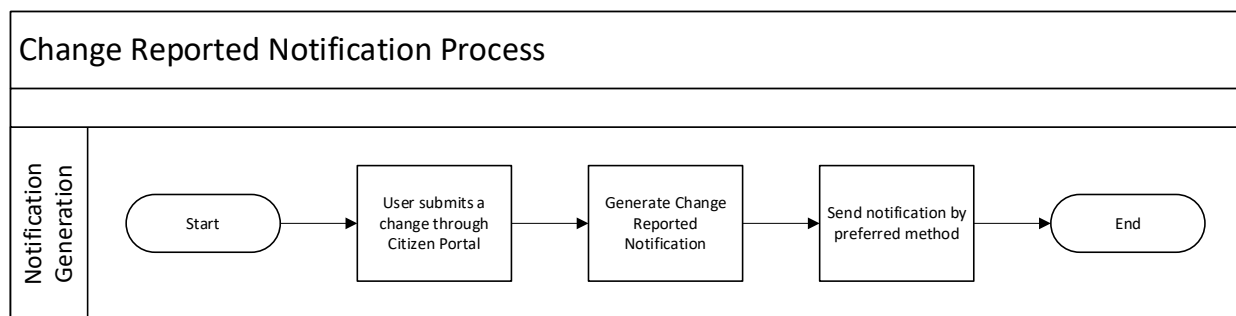 Change Reported Notification Process
Notification
Generation
Start
User submits a
change through
Citizen Portal
Generate Change
Reported
Notification
Send notification by
preferred method
End